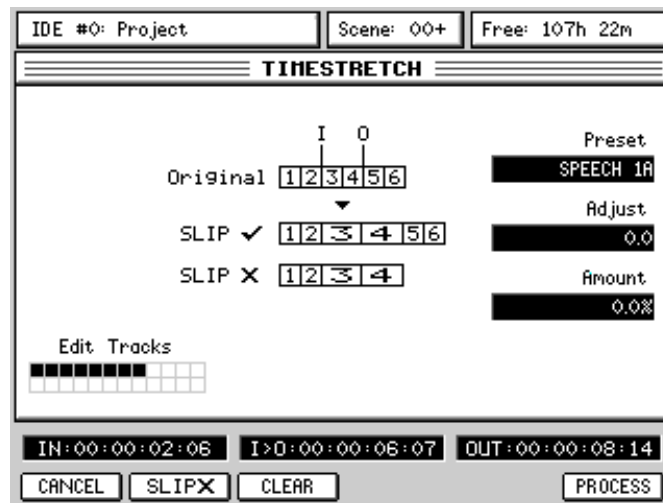 IDE #0: Project Scene: 00+ Free: 107h 22m
TIMESTRETCH
I O
Preset
Original 1 2 3 4 5 6 SPEECH 1A
Adjust
SLIP ✓ 1 2 3 4 5 6 0.0
SLIP X 1 2 3 4 Amount
0.0%
Edit Tracks
IN:00:00:02:06 I>O:00:00:06:07 OUT:00:00:08:14
CANCEL SLIPX CLEAR PROCESS